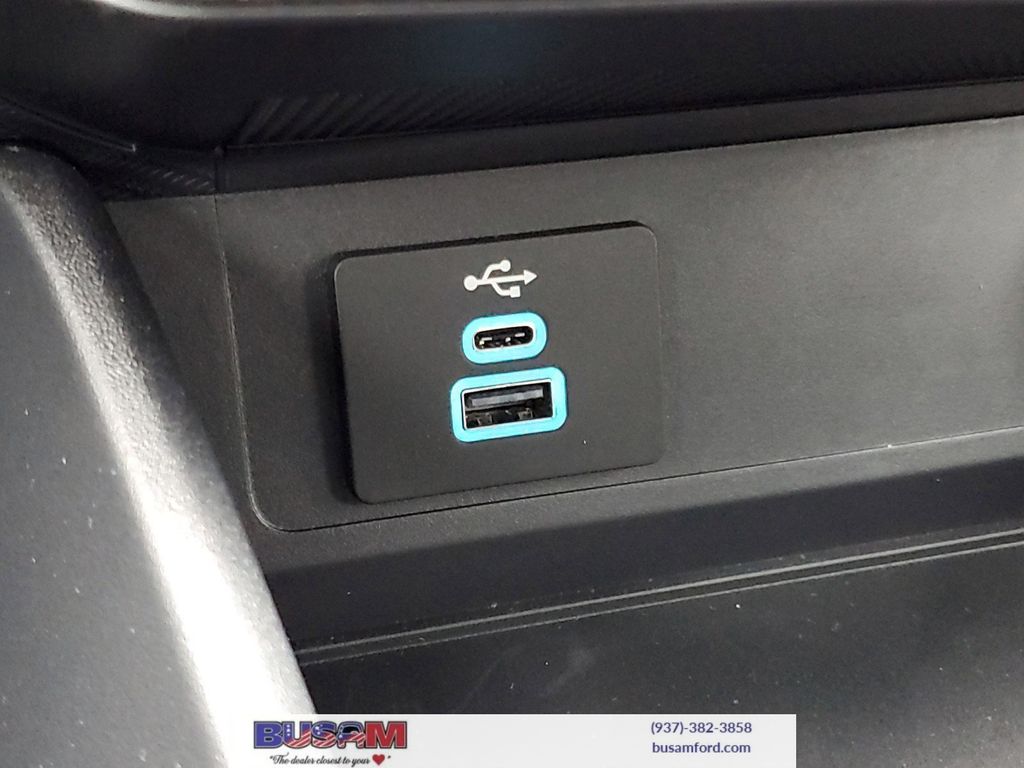 BUSAM
"The dealer closest to your
(937)-382-3858
busamford.com